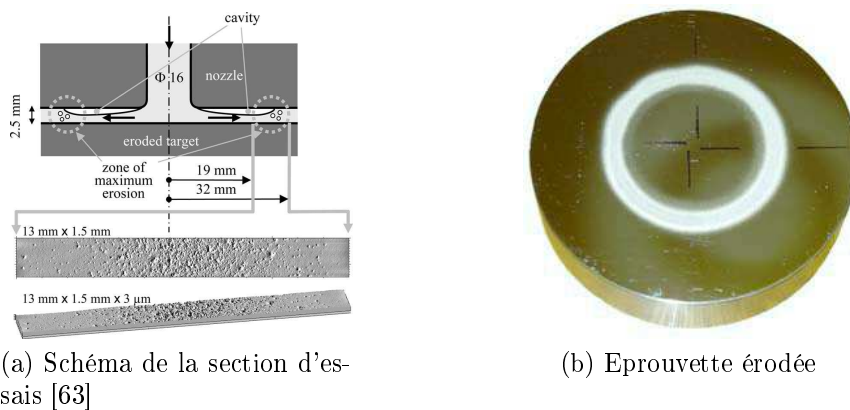 cavity
Φ 16
nozzle
2.5 mm
eroded target
zone of
maximum
erosion
19 mm
32 mm
13 mm x 1.5 mm
13 mm x 1.5 mm x 3 µm
(a) Schéma de la section d'es-
sais [63]
(b) Eprouvette érodée